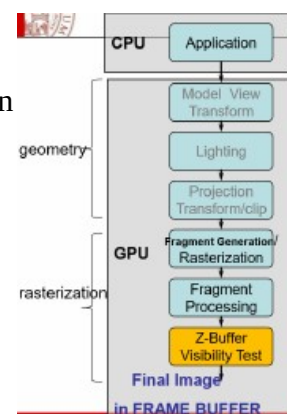 CPU
Application
n
Model View
Transform
geometry
Lighting
Projection
Transform/clip
Fragment Generation/
GPU
Rasterization
rasterization
Fragment
Processing
Z-Buffer
Visibility Test
Final Image
in FRAME BUFFER